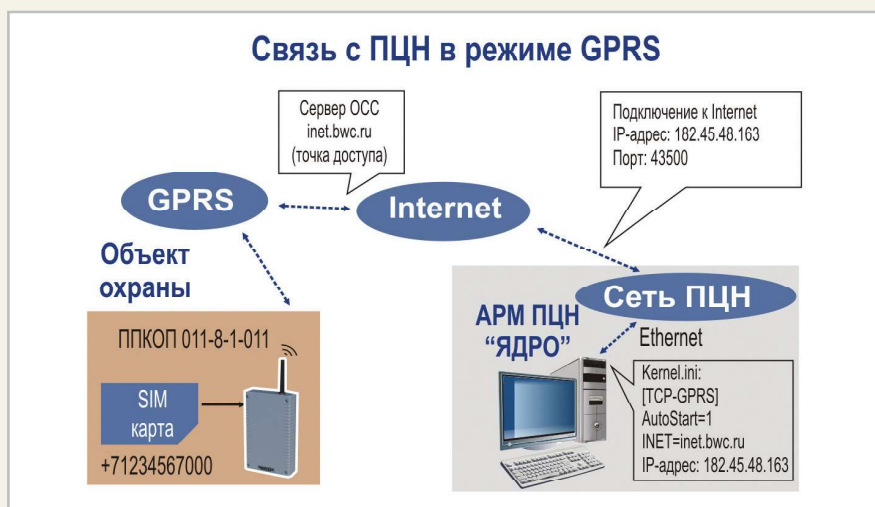 Связь с ПЦН в режиме GPRS
Сервер ОСС
inet.bwc.ru
(точка доступа)
Подключение к Internet
IP-адрес: 182.45.48.163
Порт: 43500
GPRS
Internet
Объект
охраны
ППКОП 011-8-1-011
SIM
карта
+71234567000
Сеть ПЦН
АРМ ПЦН
“ЯДРО”
Ethernet
Kernel.ini:
[TCP-GPRS]
AutoStart=1
INET=inet.bwc.ru
IP-адрес: 182.45.48.163